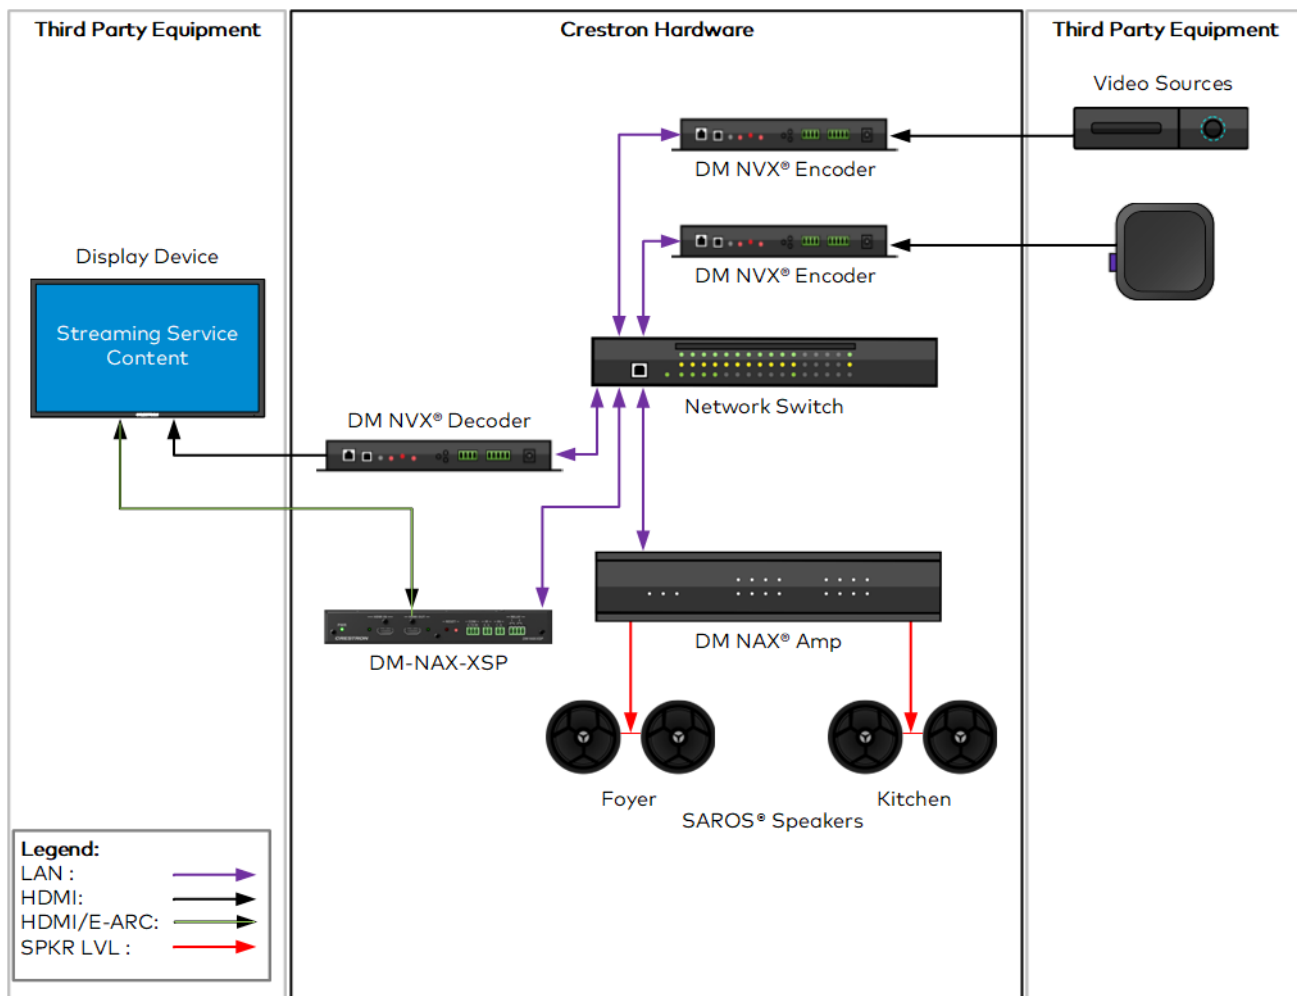 Third Party Equipment
Crestron Hardware
Third Party Equipment
Video Sources
DM NVX® Encoder
DM NVX® Encoder
Display Device
Streaming Service
Content
Network Switch
DM NVX® Decoder
CRESTRON
DM-NAX-XSP
DM NAX® Amp
Foyer
Kitchen
SAROS® Speakers
Legend:
LAN :
HDMI:
HDMI/E-ARC:
SPKR LVL :